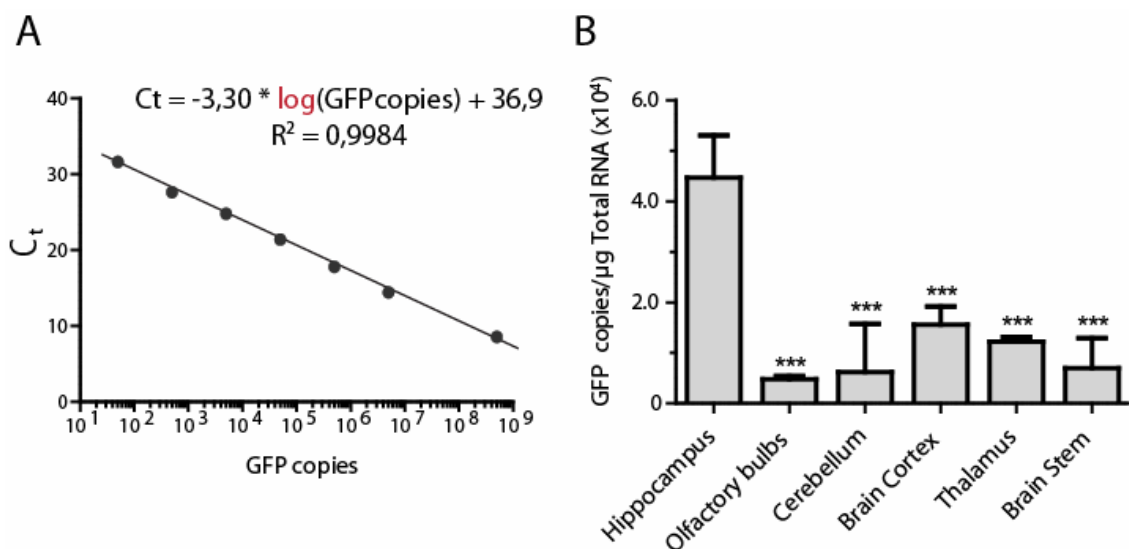 A
Ct = -3,30 * log(GFPcopies) + 36,9
R² = 0,9984
40
30
20
10
0
Cₜ
10¹ 10² 10³ 10⁴ 10⁵ 10⁶ 10⁷ 10⁸ 10⁹
GFP copies
B
GFP copies/µg Total RNA (x10⁴)
6.0
4.0
2.0
0
***
***
***
***
***
Hippocampus
Olfactory bulbs
Cerebellum
Brain Cortex
Thalamus
Brain Stem